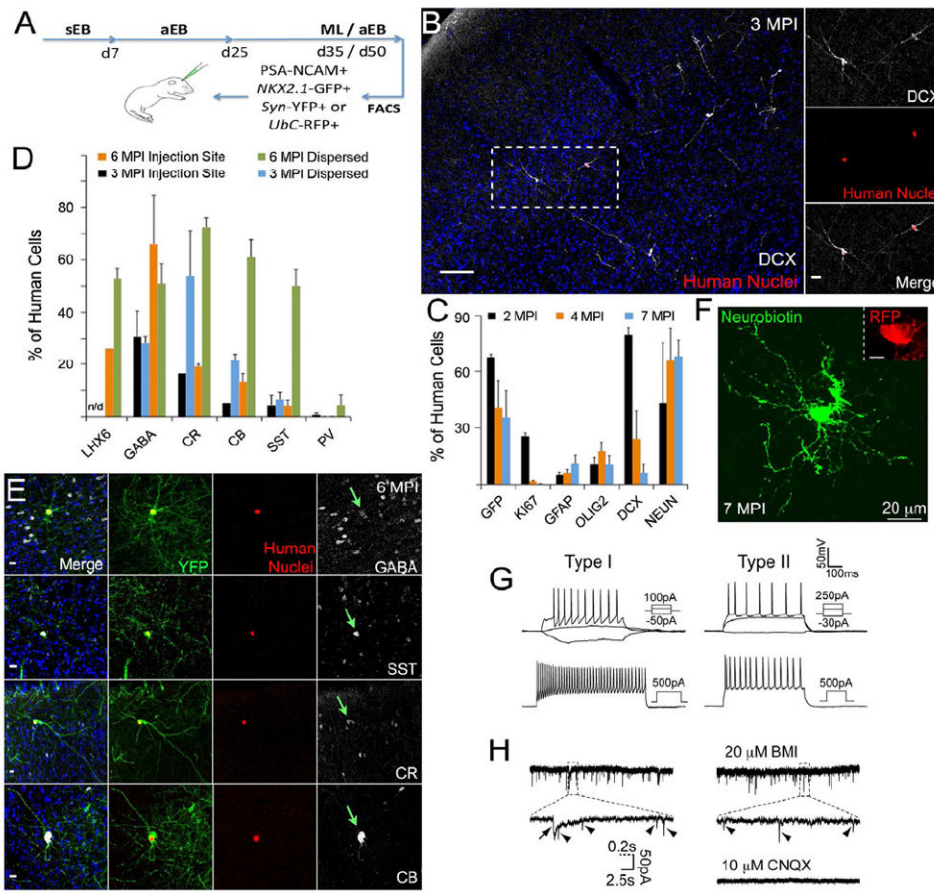 A
sEB
aEB
ML / aEB
d7
d25
d35 / d50
PSA-NCAM+
NKX2.1-GFP+
Syn-YFP+ or
UbC-RFP+
FACS
B
3 MPI
DCX
Human Nuclei
DCX
Human Nuclei
Merge
D
6 MPI Injection Site
6 MPI Dispersed
3 MPI Injection Site
3 MPI Dispersed
% of Human Cells
80
60
40
20
n/d
LHX6
GABA
CR
CB
SST
PV
C
2 MPI
4 MPI
7 MPI
% of Human Cells
90
60
30
GFP
KI67
GFAP
OLIG2
DCX
NEUN
F
Neurobiotin
RFP
7 MPI
20 μm
E
6 MPI
Merge
YFP
Human
Nuclei
GABA
SST
CR
CB
G
Type I
Type II
50mV
100ms
100pA
-50pA
250pA
-30pA
500pA
500pA
H
20 μM BMI
0.2s
50pA
2.5s
10 μM CNQX